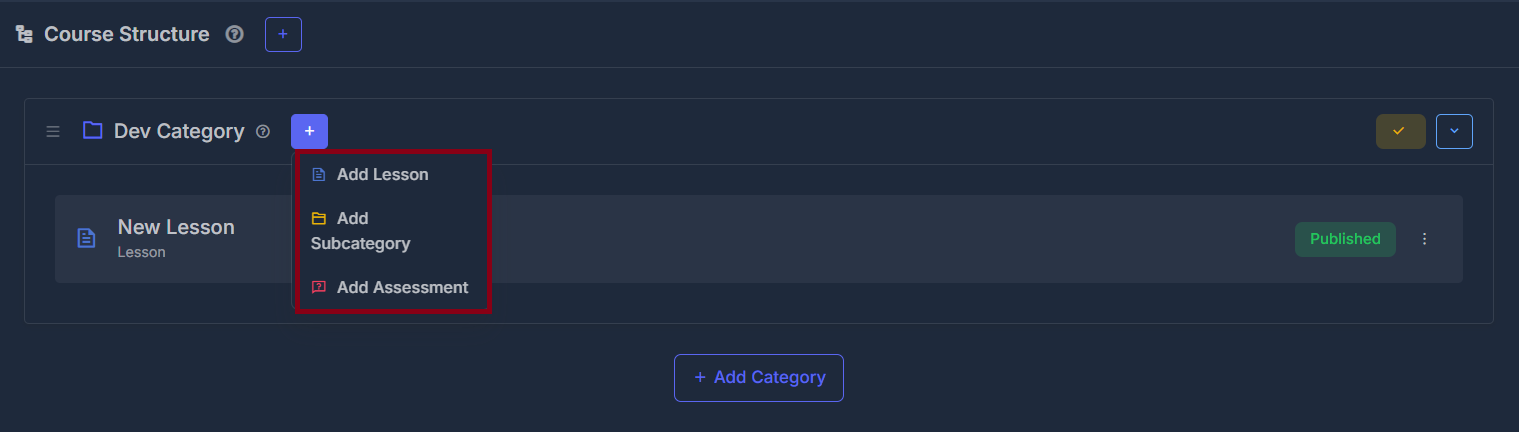 Course Structure
Dev Category
Add Lesson
Add
Subcategory
Add Assessment
New Lesson
Lesson
Published
+ Add Category